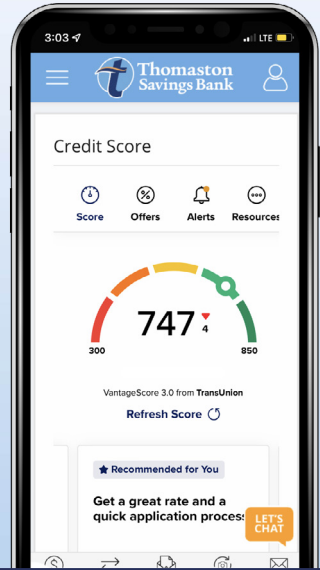 3:03 LTE
Thomaston
Savings Bank
Credit Score
Score Offers Alerts Resources
747 4
300 850
VantageScore 3.0 from TransUnion
Refresh Score
Recommended for You
Get a great rate and a
quick application process
LET'S
CHAT